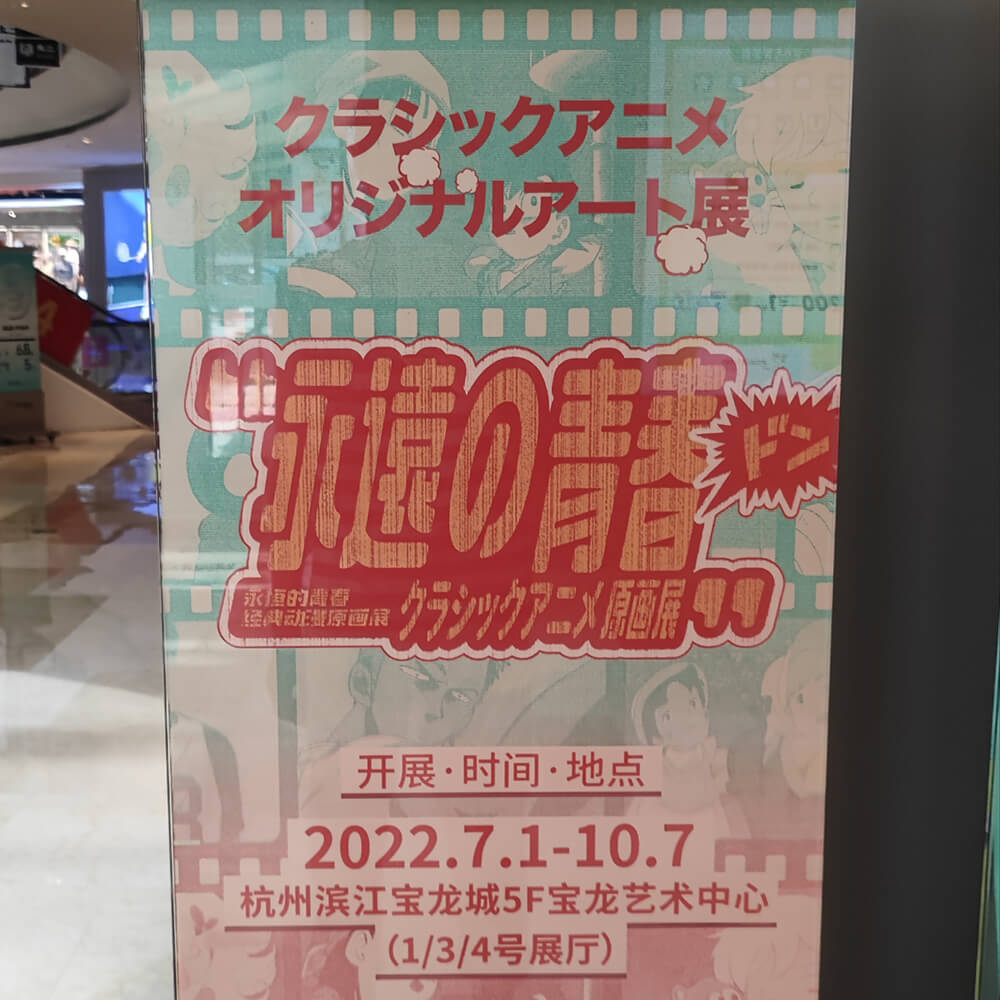 クラシックアニメ
オリジナルアート展
永遠の青春
ドン
永恒的青春
经典动漫原画展
クラシックアニメ原画展
开展·时间·地点
2022.7.1-10.7
杭州滨江宝龙城5F宝龙艺术中心
(1/3/4号展厅)